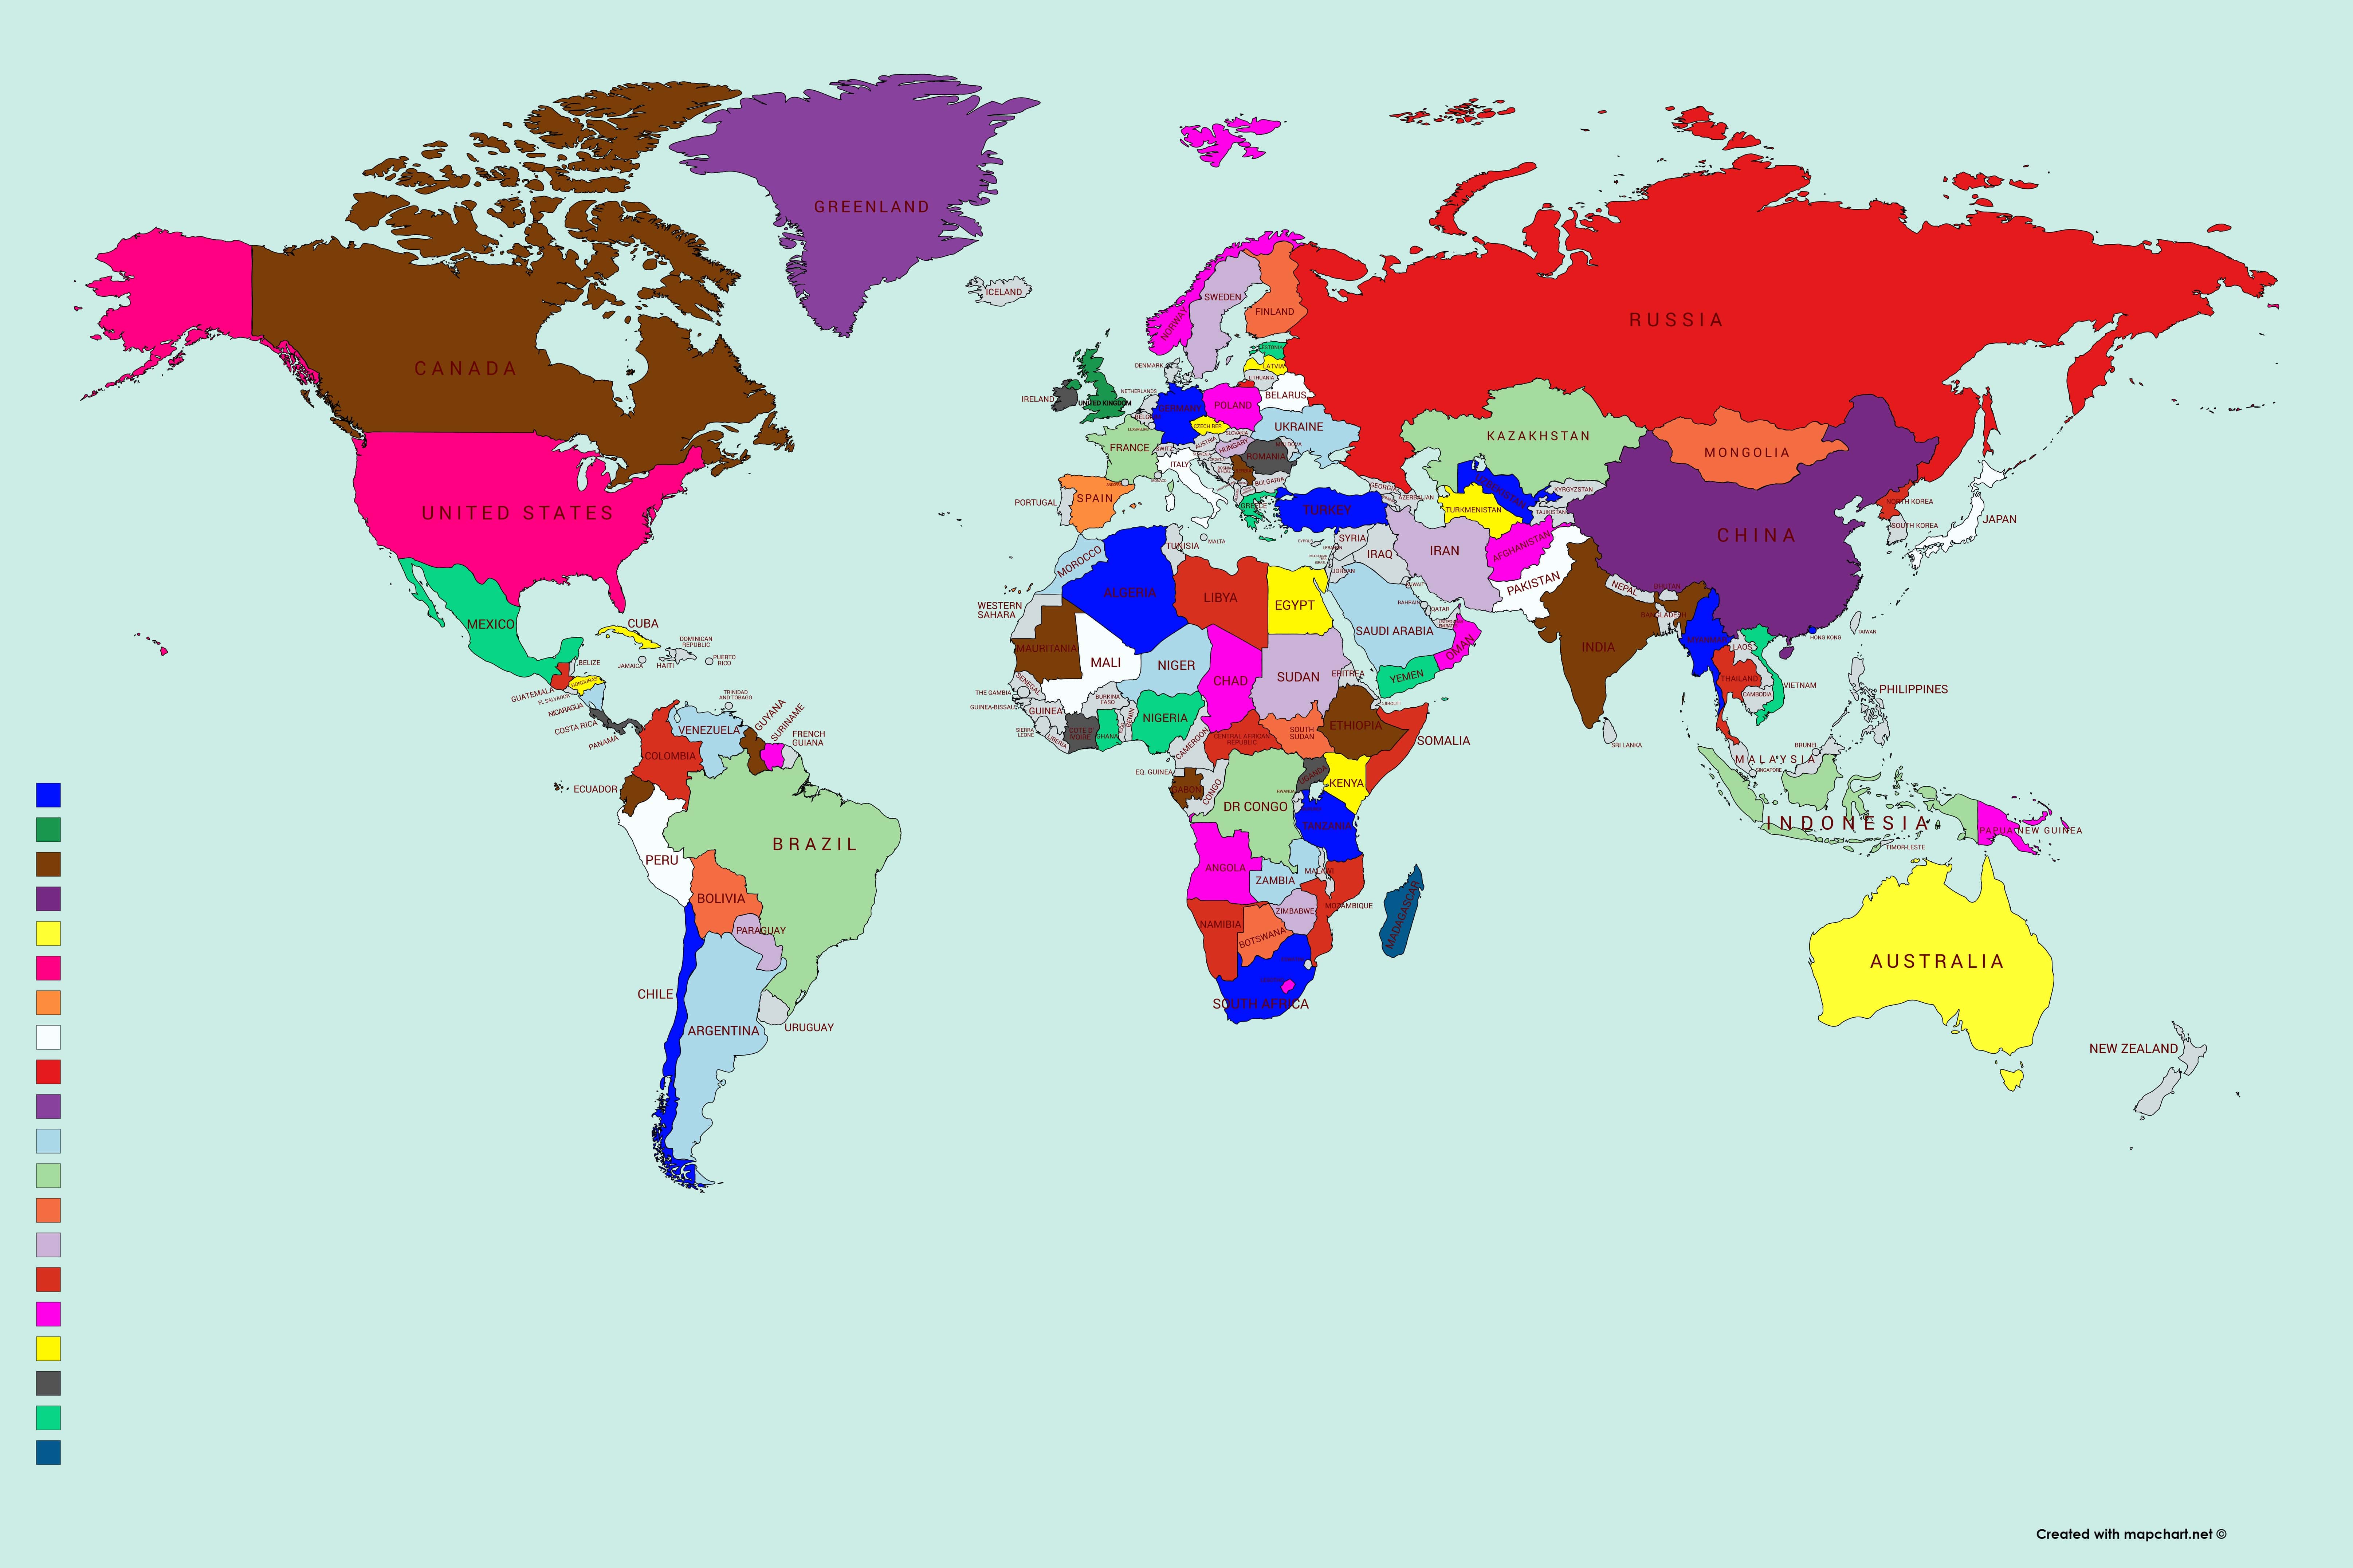 GREENLAND
ICELAND
RUSSIA
CANADA
NORWAY
SWEDEN
FINLAND
ESTONIA
LATVIA
LITHUANIA
DENMARK
IRELAND
UNITED KINGDOM
NETHERLANDS
GERMANY
POLAND
BELARUS
CZECH REP.
SLOVAKIA
UKRAINE
FRANCE
AUSTRIA
HUNGARY
MOLDOVA
ROMANIA
ITALY
BULGARIA
KAZAKHSTAN
MONGOLIA
UNITED STATES
PORTUGAL
SPAIN
MONACO
GREECE
TURKEY
GEORGIA
AZERBAIJAN
UZBEKISTAN
TURKMENISTAN
KYRGYZSTAN
TAJIKISTAN
CHINA
NORTH KOREA
SOUTH KOREA
JAPAN
MALTA
TUNISIA
CYPRUS
LEBANON
SYRIA
IRAQ
IRAN
AFGHANISTAN
PAKISTAN
JORDAN
KUWAIT
BAHRAIN
QATAR
MOROCCO
ALGERIA
LIBYA
EGYPT
WESTERN
SAHARA
SAUDI ARABIA
OMAN
YEMEN
NEPAL
BHUTAN
BANGLADESH
INDIA
HONG KONG
TAIWAN
LAOS
THAILAND
CAMBODIA
VIETNAM
PHILIPPINES
MEXICO
CUBA
BELIZE
JAMAICA
HAITI
DOMINICAN
REPUBLIC
PUERTO
RICO
GUATEMALA
EL SALVADOR
HONDURAS
NICARAGUA
COSTA RICA
PANAMA
TRINIDAD
AND TOBAGO
MAURITANIA
MALI
NIGER
CHAD
SUDAN
ERITREA
DJIBOUTI
SENEGAL
THE GAMBIA
GUINEA-BISSAU
GUINEA
SIERRA
LEONE
LIBERIA
COTE D'
IVOIRE
BURKINA
FASO
GHANA
BENIN
NIGERIA
CAMEROON
CENTRAL AFRICAN
REPUBLIC
SOUTH
SUDAN
ETHIOPIA
SOMALIA
SRI LANKA
BRUNEI
MALAYSIA
SINGAPORE
VENEZUELA
GUYANA
SURINAME
FRENCH
GUIANA
COLOMBIA
ECUADOR
EQ. GUINEA
GABON
CONGO
DR CONGO
UGANDA
KENYA
RWANDA
TANZANIA
INDONESIA
PAPUA NEW GUINEA
TIMOR-LESTE
PERU
BRAZIL
BOLIVIA
PARAGUAY
ANGOLA
ZAMBIA
MALAWI
MOZAMBIQUE
ZIMBABWE
NAMIBIA
BOTSWANA
MADAGASCAR
AUSTRALIA
CHILE
ARGENTINA
URUGUAY
SOUTH AFRICA
NEW ZEALAND
Created with mapchart.net ©